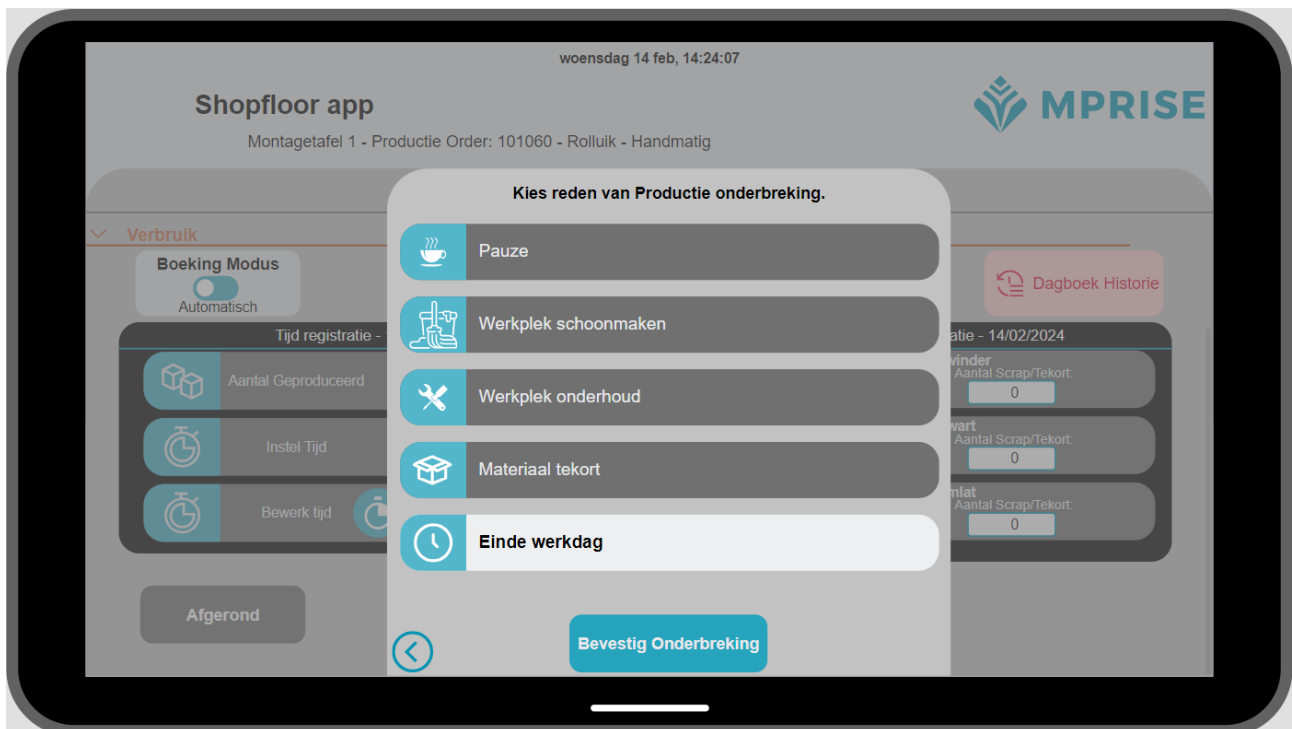 woensdag 14 feb, 14:24:07
Shopfloor app
MPRISE
Montagetafel 1 - Productie Order: 101060 - Rolluik - Handmatig
Kies reden van Productie onderbreking.
Verbruik
Boeking Modus
Automatisch
Pauze
Dagboek Historie
Werkplek schoonmaken
Tijd registratie -
atie - 14/02/2024
Aantal Geproduceerd
Werkplek onderhoud
winder
Aantal Scrap/Tekort:
0
Instel Tijd
Materiaal tekort
wart
Aantal Scrap/Tekort:
0
Bewerk tijd
Einde werkdag
mlat
Aantal Scrap/Tekort:
0
Afgerond
Bevestig Onderbreking